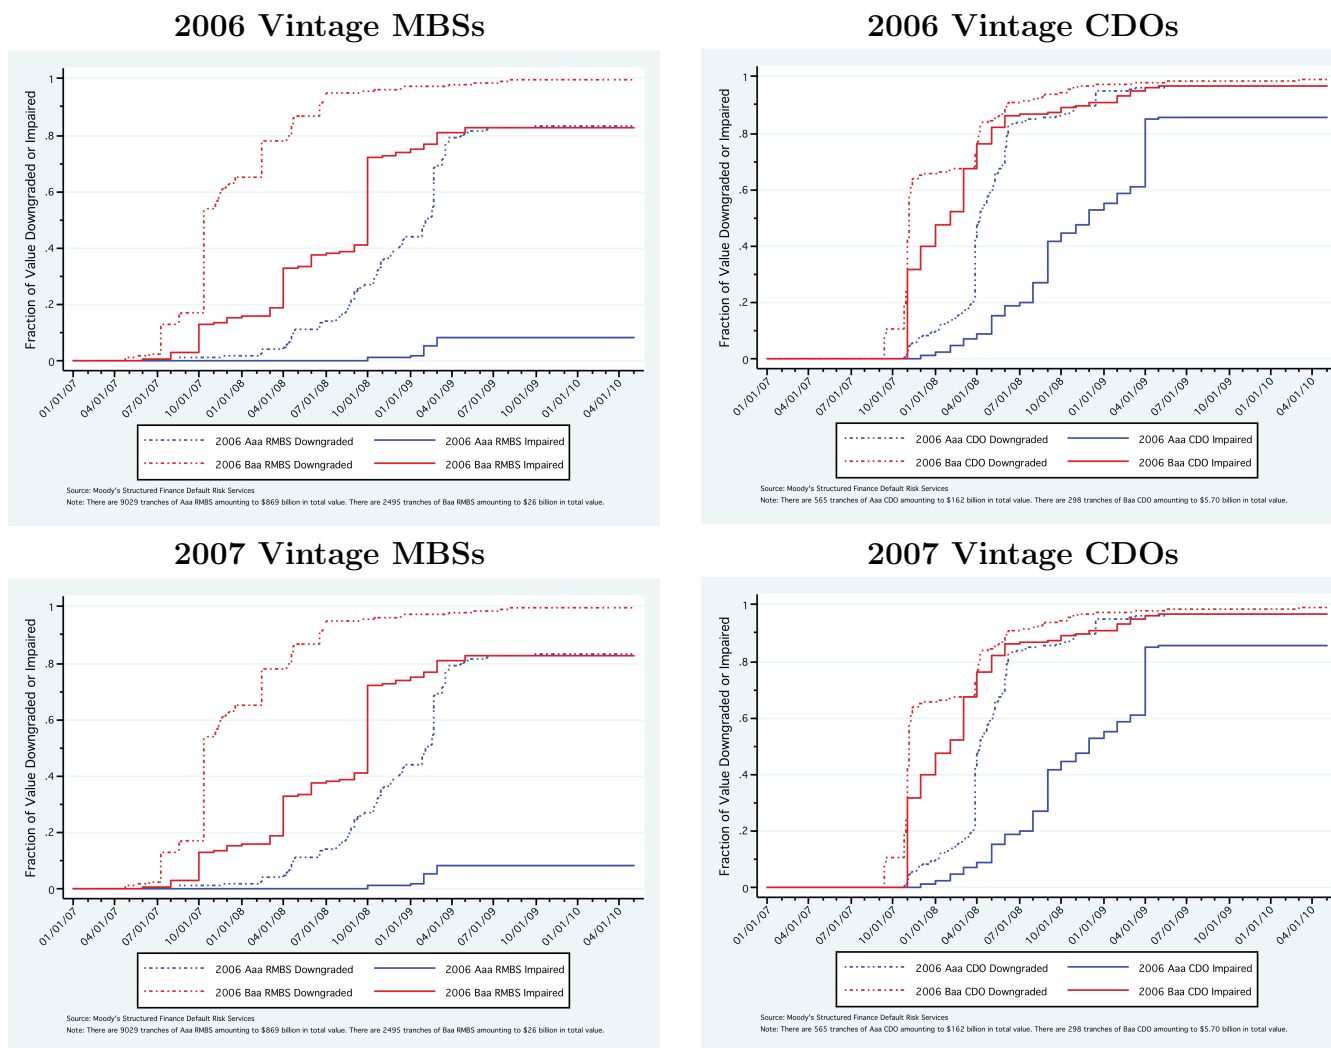 2006 Vintage MBSs
Fraction of Value Downgraded or Impaired
1
.8
.6
.4
.2
0
01/01/07
04/01/07
07/01/07
10/01/07
01/01/08
04/01/08
07/01/08
10/01/08
01/01/09
04/01/09
07/01/09
10/01/09
01/01/10
04/01/10
2006 Aaa RMBS Downgraded
2006 Aaa RMBS Impaired
2006 Baa RMBS Downgraded
2006 Baa RMBS Impaired
Source: Moody's Structured Finance Default Risk Services
Note: There are 9029 tranches of Aaa RMBS amounting to $869 billion in total value. There are 2495 tranches of Baa RMBS amounting to $26 billion in total value.
2006 Vintage CDOs
Fraction of Value Downgraded or Impaired
1
.8
.6
.4
.2
0
01/01/07
04/01/07
07/01/07
10/01/07
01/01/08
04/01/08
07/01/08
10/01/08
01/01/09
04/01/09
07/01/09
10/01/09
01/01/10
04/01/10
2006 Aaa CDO Downgraded
2006 Aaa CDO Impaired
2006 Baa CDO Downgraded
2006 Baa CDO Impaired
Source: Moody's Structured Finance Default Risk Services
Note: There are 565 tranches of Aaa CDO amounting to $162 billion in total value. There are 298 tranches of Baa CDO amounting to $5.70 billion in total value.
2007 Vintage MBSs
Fraction of Value Downgraded or Impaired
1
.8
.6
.4
.2
0
01/01/07
04/01/07
07/01/07
10/01/07
01/01/08
04/01/08
07/01/08
10/01/08
01/01/09
04/01/09
07/01/09
10/01/09
01/01/10
04/01/10
2006 Aaa RMBS Downgraded
2006 Aaa RMBS Impaired
2006 Baa RMBS Downgraded
2006 Baa RMBS Impaired
Source: Moody's Structured Finance Default Risk Services
Note: There are 9029 tranches of Aaa RMBS amounting to $869 billion in total value. There are 2495 tranches of Baa RMBS amounting to $26 billion in total value.
2007 Vintage CDOs
Fraction of Value Downgraded or Impaired
1
.8
.6
.4
.2
0
01/01/07
04/01/07
07/01/07
10/01/07
01/01/08
04/01/08
07/01/08
10/01/08
01/01/09
04/01/09
07/01/09
10/01/09
01/01/10
04/01/10
2006 Aaa CDO Downgraded
2006 Aaa CDO Impaired
2006 Baa CDO Downgraded
2006 Baa CDO Impaired
Source: Moody's Structured Finance Default Risk Services
Note: There are 565 tranches of Aaa CDO amounting to $162 billion in total value. There are 298 tranches of Baa CDO amounting to $5.70 billion in total value.